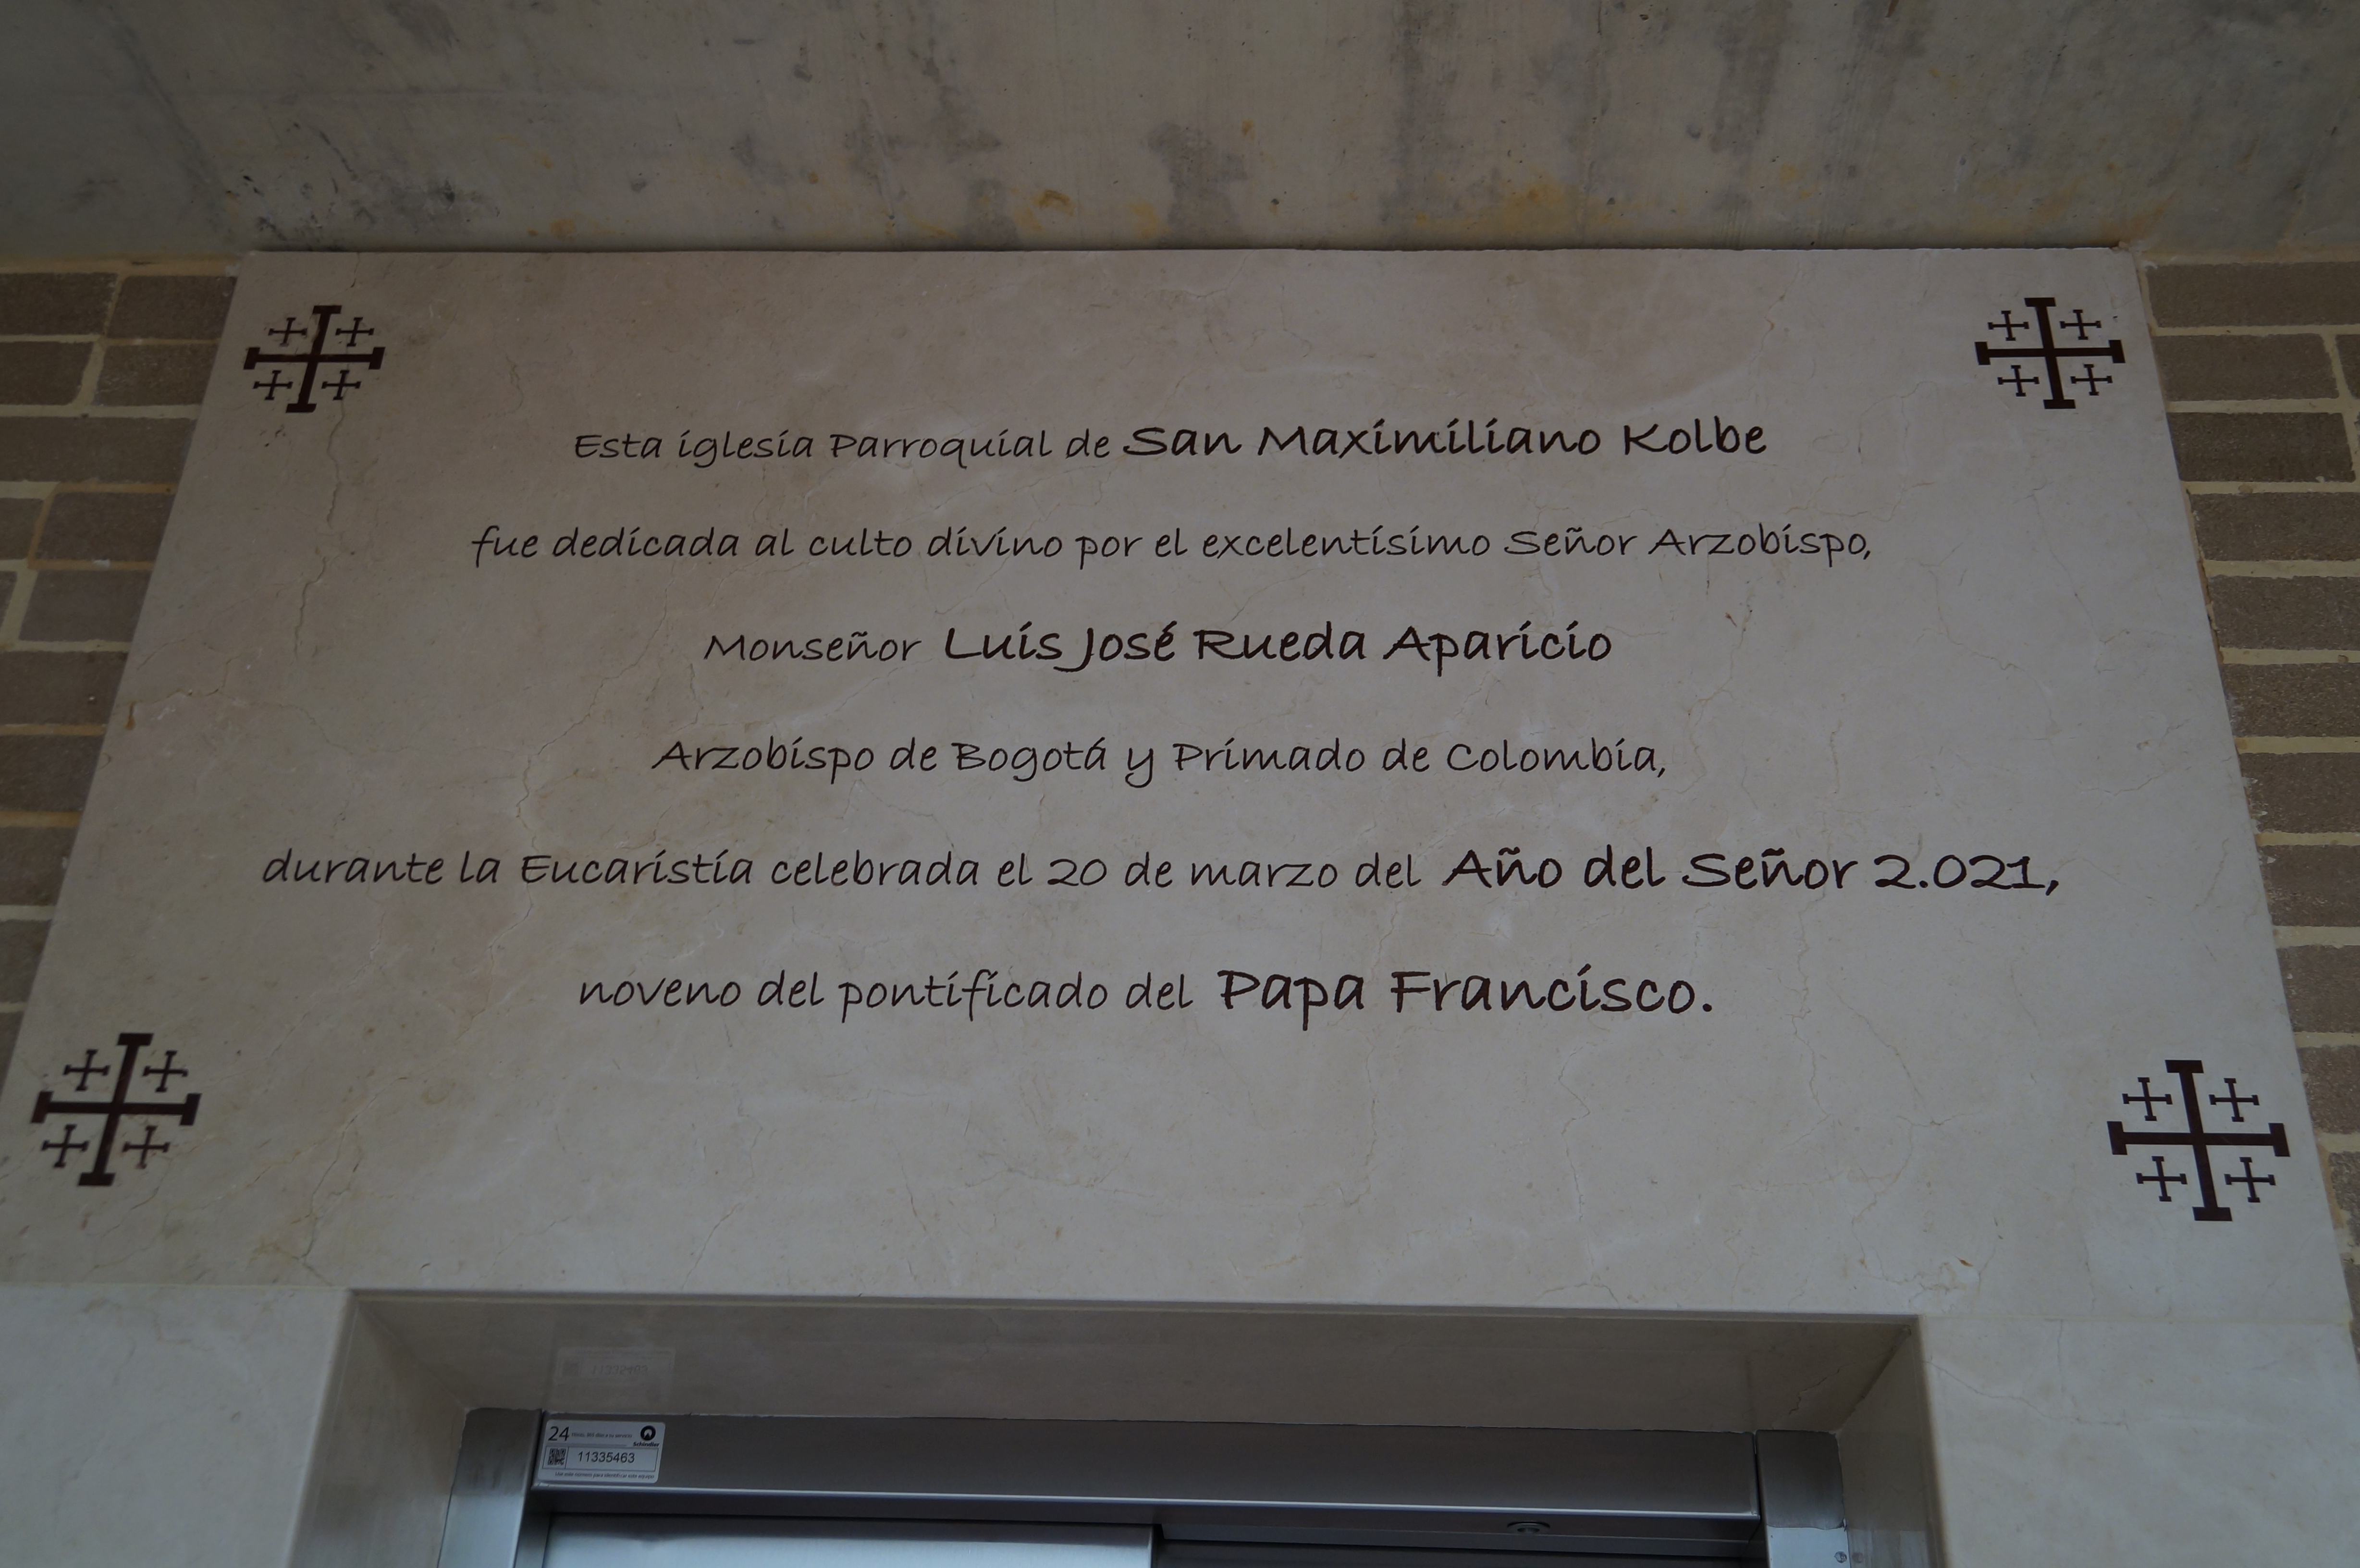 Esta iglesia Parroquial de San Maximiliano Kolbe
fue dedicada al culto divino por el excelentísimo Señor Arzobispo,
Monseñor Luis José Rueda Aparicio
Arzobispo de Bogotá y Primado de Colombia,
durante la Eucaristía celebrada el 20 de marzo del Año del Señor 2.021,
noveno del pontificado del Papa Francisco.
24
Schindler
11335463